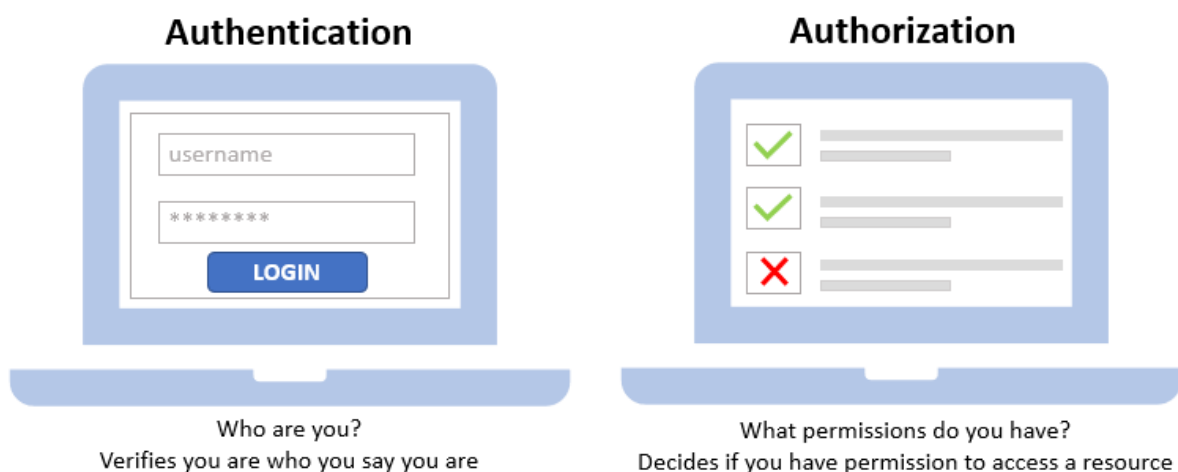 Authentication
username
********
LOGIN
Who are you?
Verifies you are who you say you are
Authorization
What permissions do you have?
Decides if you have permission to access a resource